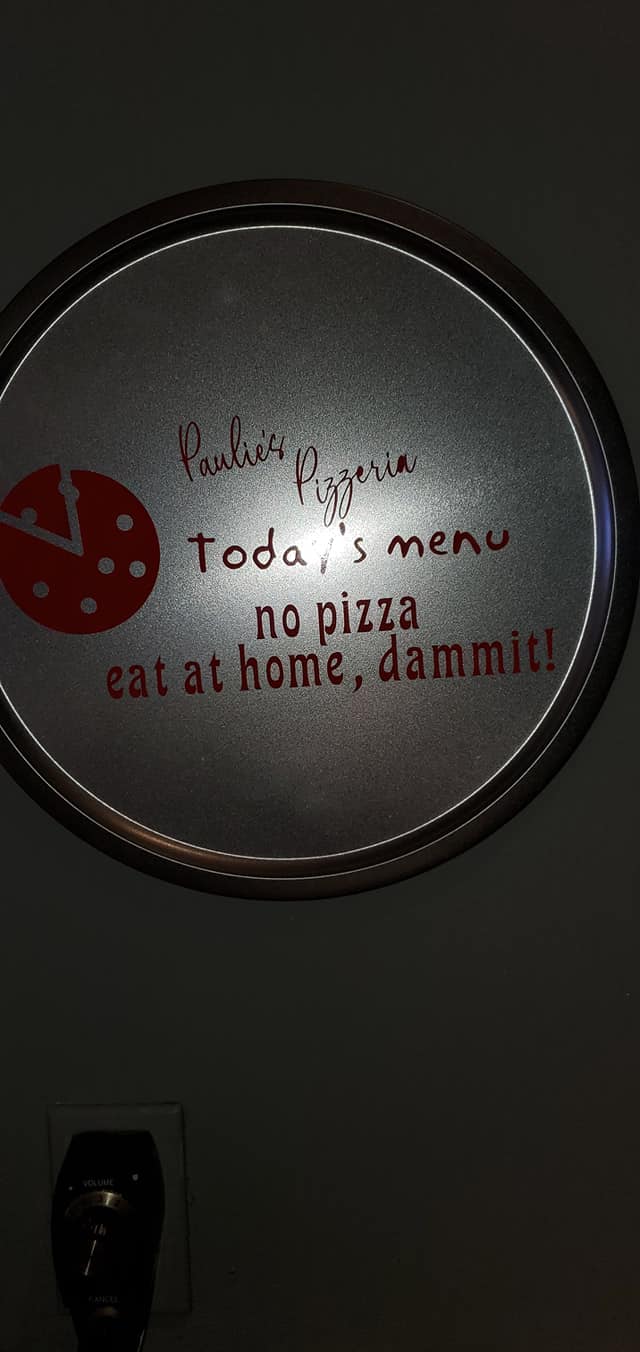 Paulie's
Pizzeria
Today's menu
no pizza
eat at home, dammit!
VOLUME